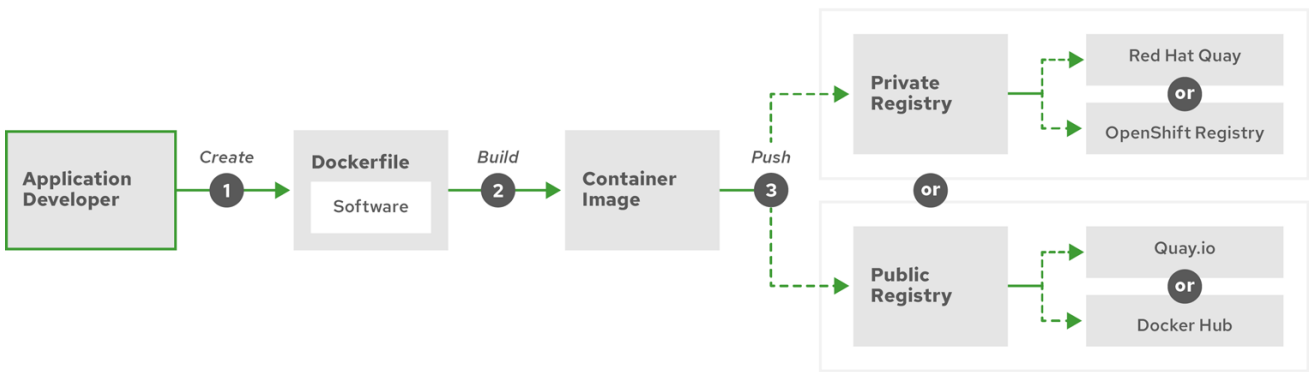 Application
Developer
Create
1
Dockerfile
Software
Build
2
Container
Image
Push
3
Private
Registry
Red Hat Quay
or
OpenShift Registry
or
Public
Registry
Quay.io
or
Docker Hub